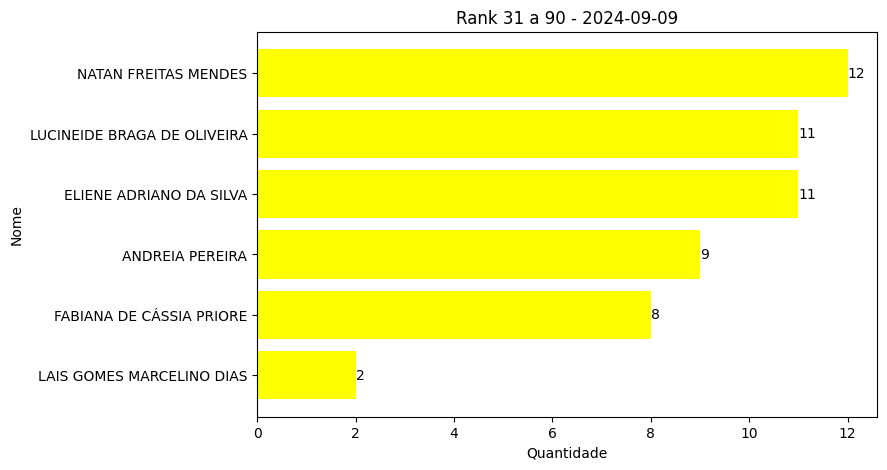 Rank 31 a 90 - 2024-09-09
NATAN FREITAS MENDES
12
LUCINEIDE BRAGA DE OLIVEIRA
11
ELIENE ADRIANO DA SILVA
11
ANDREIA PEREIRA
9
FABIANA DE CÁSSIA PRIORE
8
LAIS GOMES MARCELINO DIAS
2
Nome
0 2 4 6 8 10 12
Quantidade